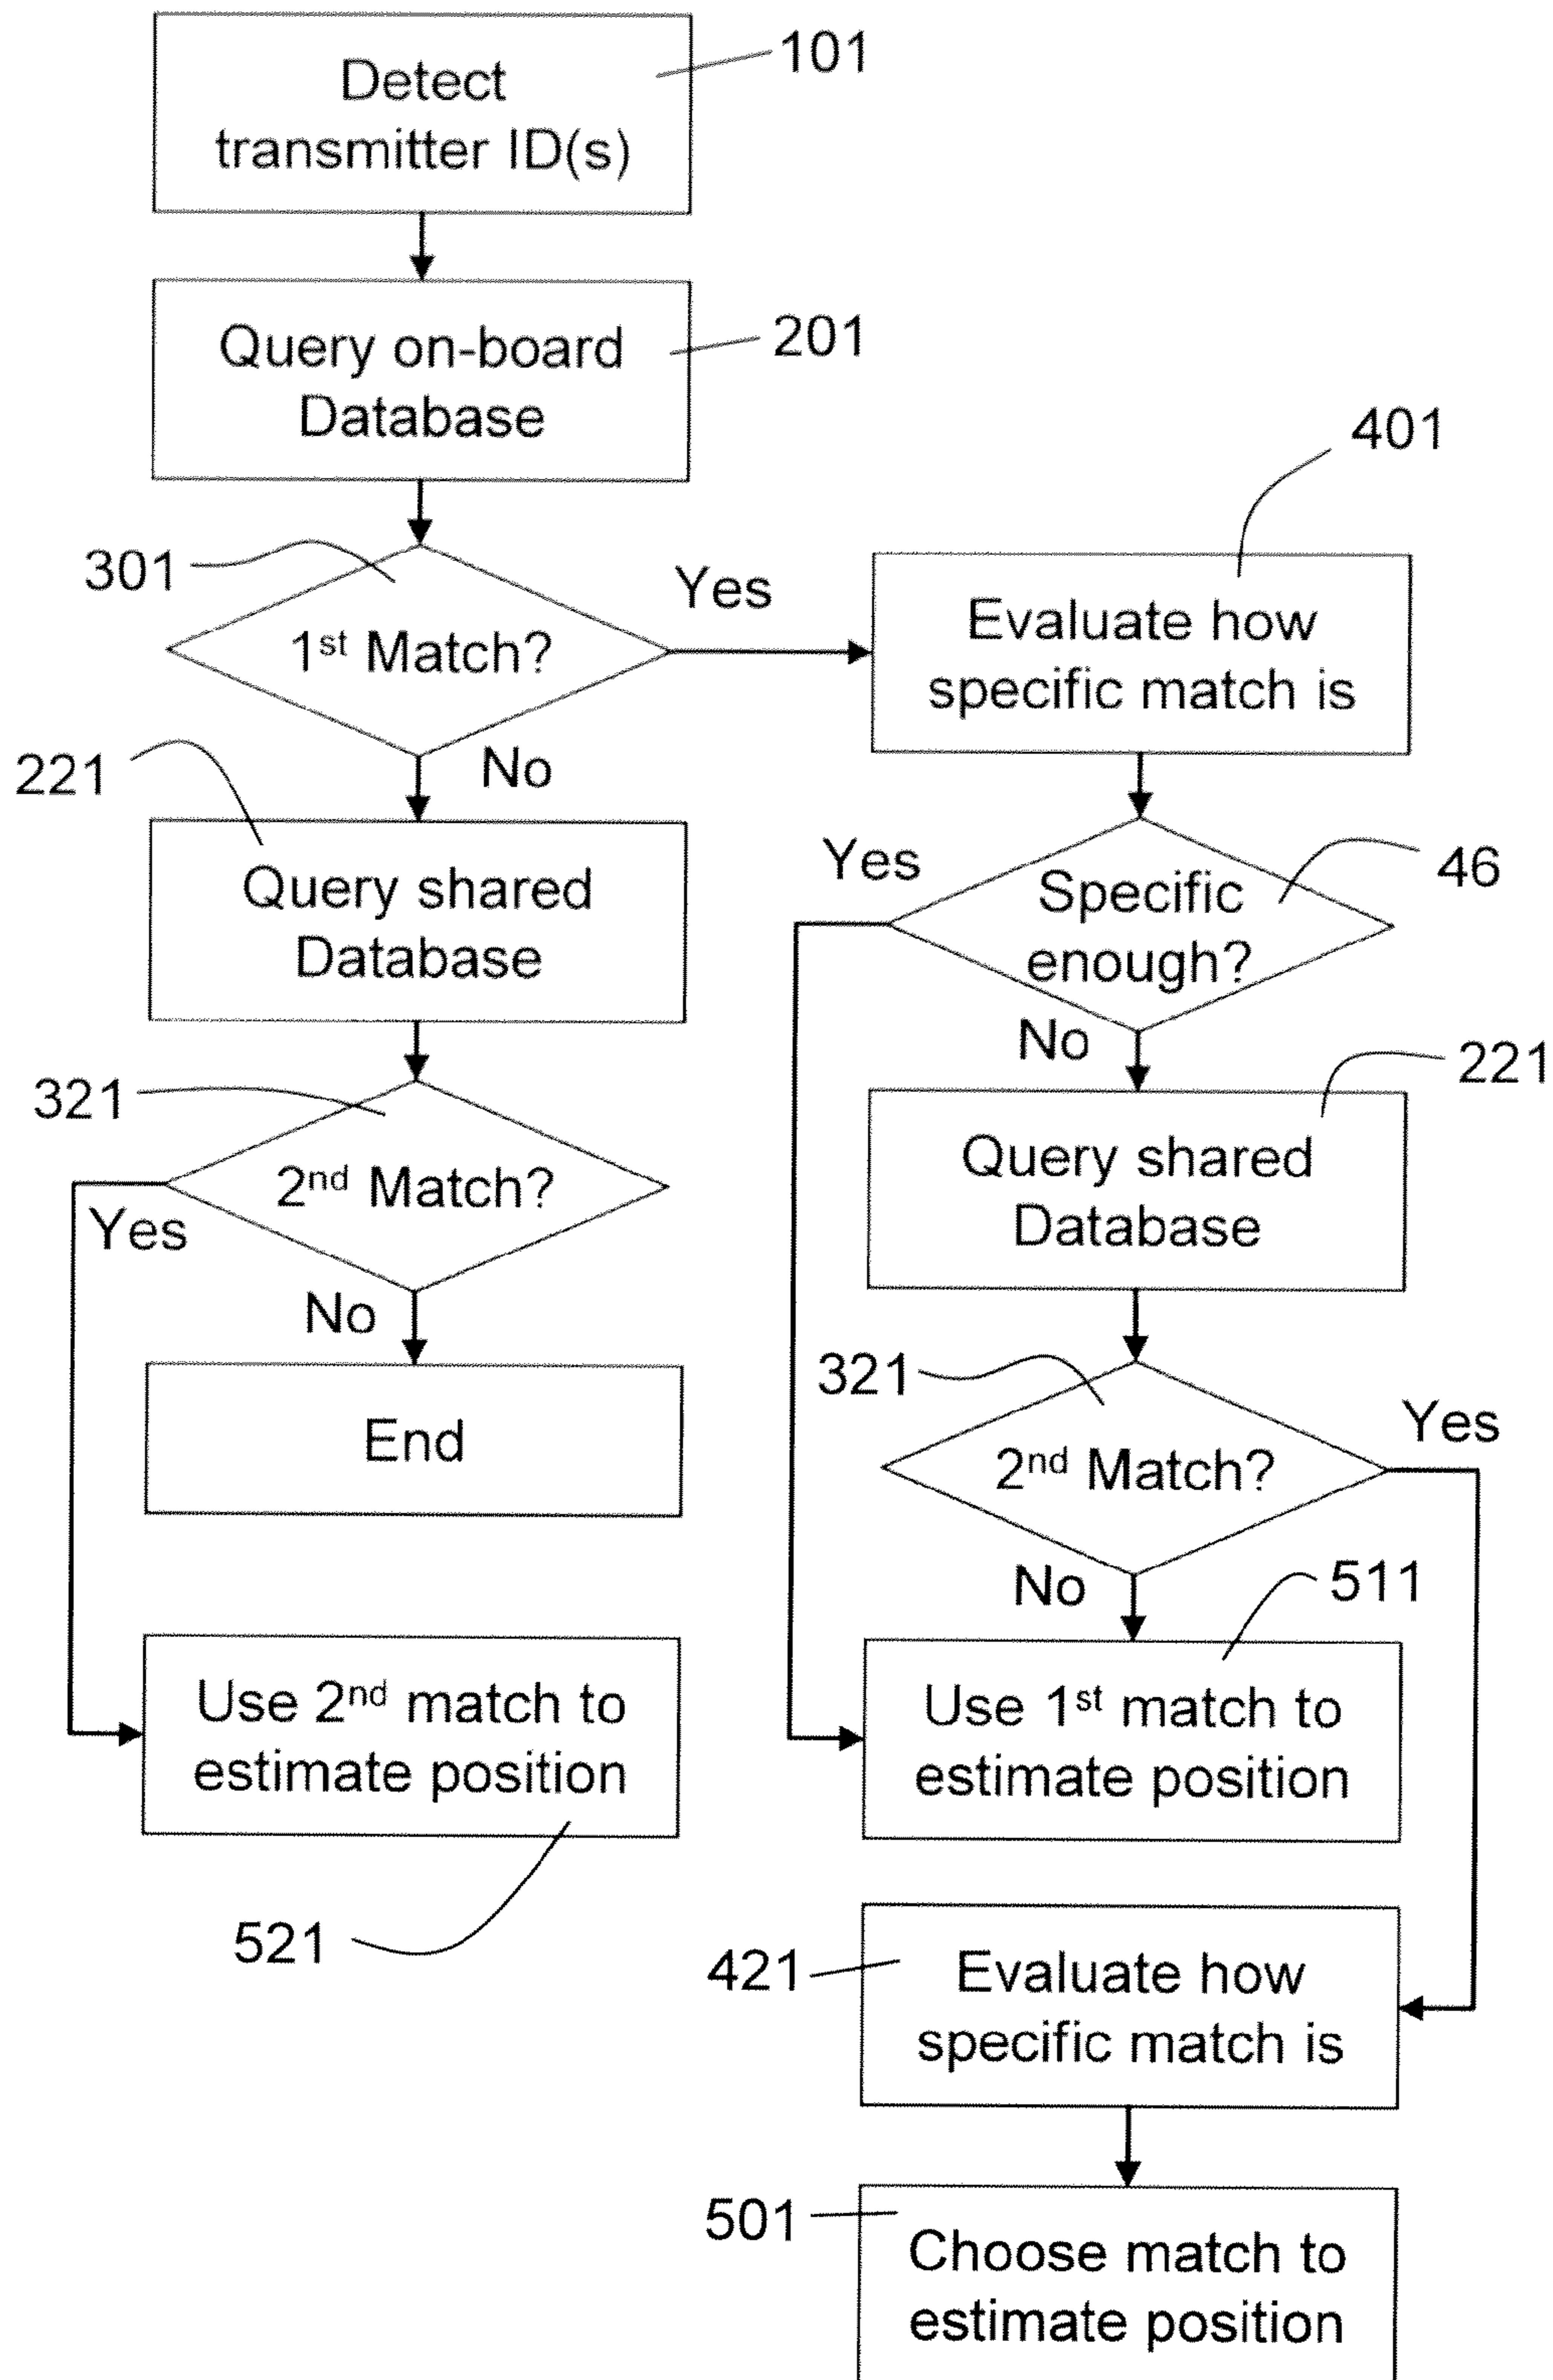 Detect
transmitter ID(s)
101
Query on-board
Database
201
301
1st Match?
Yes
No
401
Evaluate how
specific match is
221
Query shared
Database
Yes
Specific
enough?
46
No
321
2nd Match?
Yes
No
221
Query shared
Database
End
321
2nd Match?
Yes
No
511
Use 2nd match to
estimate position
521
Use 1st match to
estimate position
421
Evaluate how
specific match is
501
Choose match to
estimate position